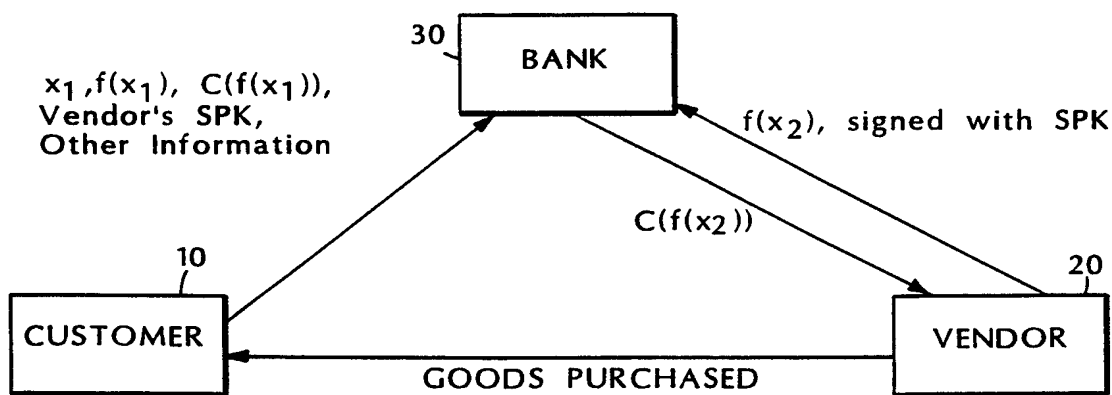 30
BANK
x₁,f(x₁), C(f(x₁)),
Vendor's SPK,
Other Information
f(x₂), signed with SPK
C(f(x₂))
10
CUSTOMER
20
VENDOR
GOODS PURCHASED